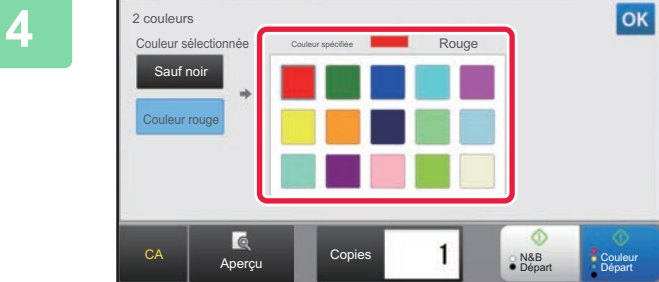 4
2 couleurs
OK
Couleur sélectionnée
Couleur spécifiée
Rouge
Sauf noir
Couleur rouge
CA
Aperçu
Copies
1
N&B
Départ
Couleur
Départ